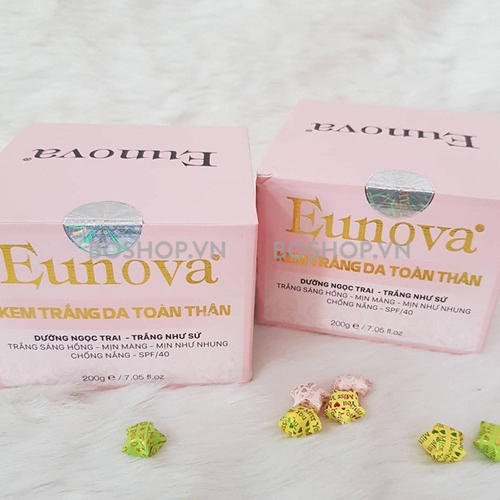 Eunova
Eunova®
KEM TRẮNG DA TOÀN THÂN
DƯỠNG NGỌC TRAI - TRẮNG NHƯ SỨ
TRẮNG SÁNG HỒNG - MỊN MÀNG - MỊN NHƯ NHUNG
CHỐNG NẮNG - SPF/40
200g e / 7.05 fl.oz
BOSHOP.VN
Eunova
Eunova®
KEM TRẮNG DA TOÀN THÂN
DƯỠNG NGỌC TRAI - TRẮNG NHƯ SỨ
TRẮNG SÁNG HỒNG - MỊN MÀNG - MỊN NHƯ NHUNG
CHỐNG NẮNG - SPF/40
200g e / 7.05 fl.oz
BOSHOP.VN